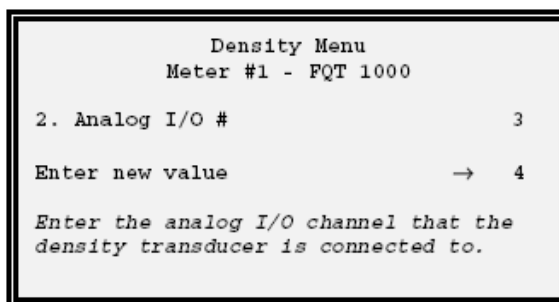 Density Menu
Meter #1 - FQT 1000
2. Analog I/O # 3
Enter new value → 4
Enter the analog I/O channel that the
density transducer is connected to.